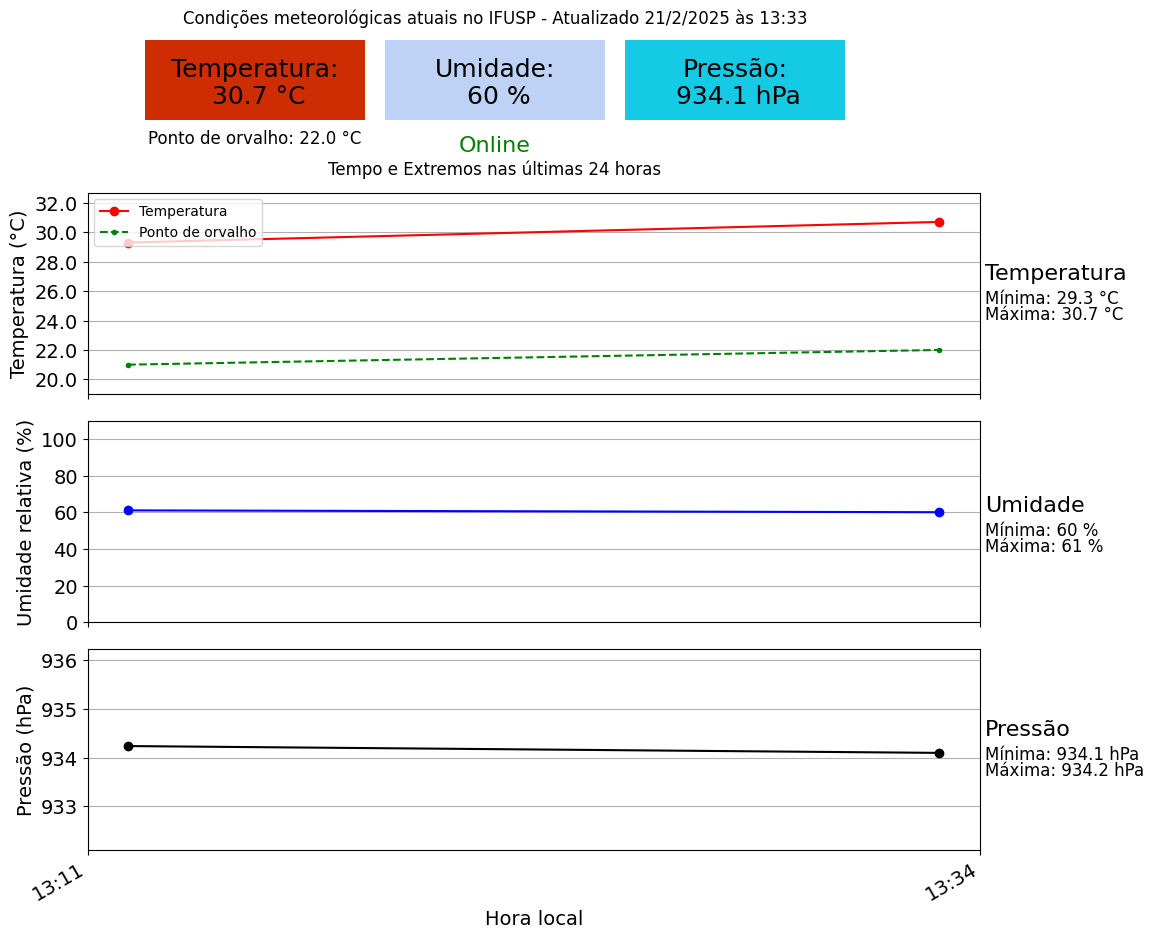 Condições meteorológicas atuais no IFUSP - Atualizado 21/2/2025 às 13:33
Temperatura:
30.7 °C
Umidade:
60 %
Pressão:
934.1 hPa
Ponto de orvalho: 22.0 °C
Online
Tempo e Extremos nas últimas 24 horas
Temperatura (°C)
32.0
30.0
28.0
26.0
24.0
22.0
20.0
Temperatura
Ponto de orvalho
Temperatura
Mínima: 29.3 °C
Máxima: 30.7 °C
Umidade relativa (%)
100
80
60
40
20
0
Umidade
Mínima: 60 %
Máxima: 61 %
Pressão (hPa)
936
935
934
933
Pressão
Mínima: 934.1 hPa
Máxima: 934.2 hPa
13:11
13:34
Hora local